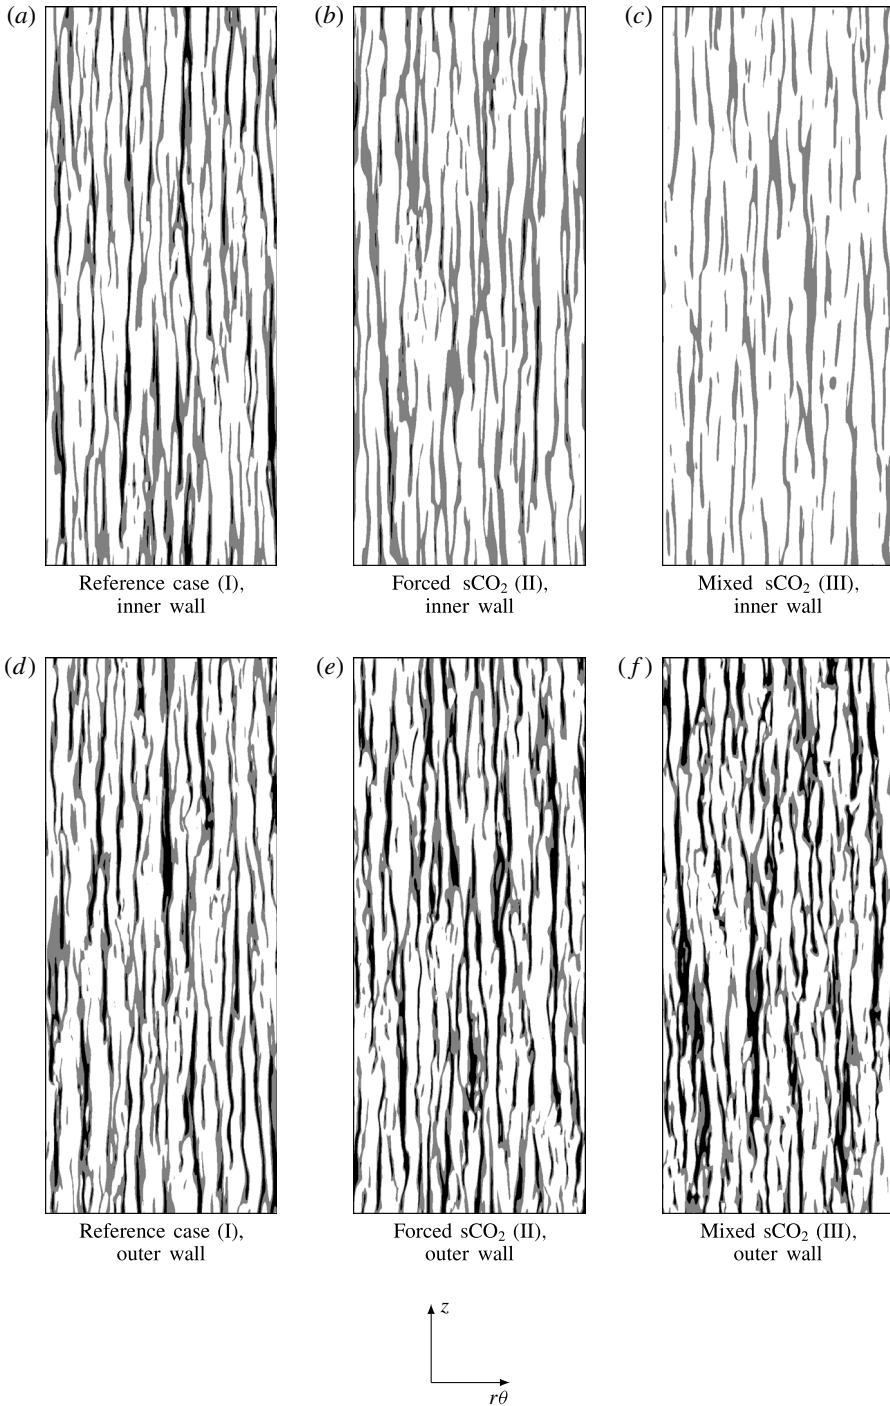 (a)
(b)
(c)
Reference case (I),
inner wall
Forced sCO₂ (II),
inner wall
Mixed sCO₂ (III),
inner wall
(d)
(e)
(f)
Reference case (I),
outer wall
Forced sCO₂ (II),
outer wall
Mixed sCO₂ (III),
outer wall
z
rθ